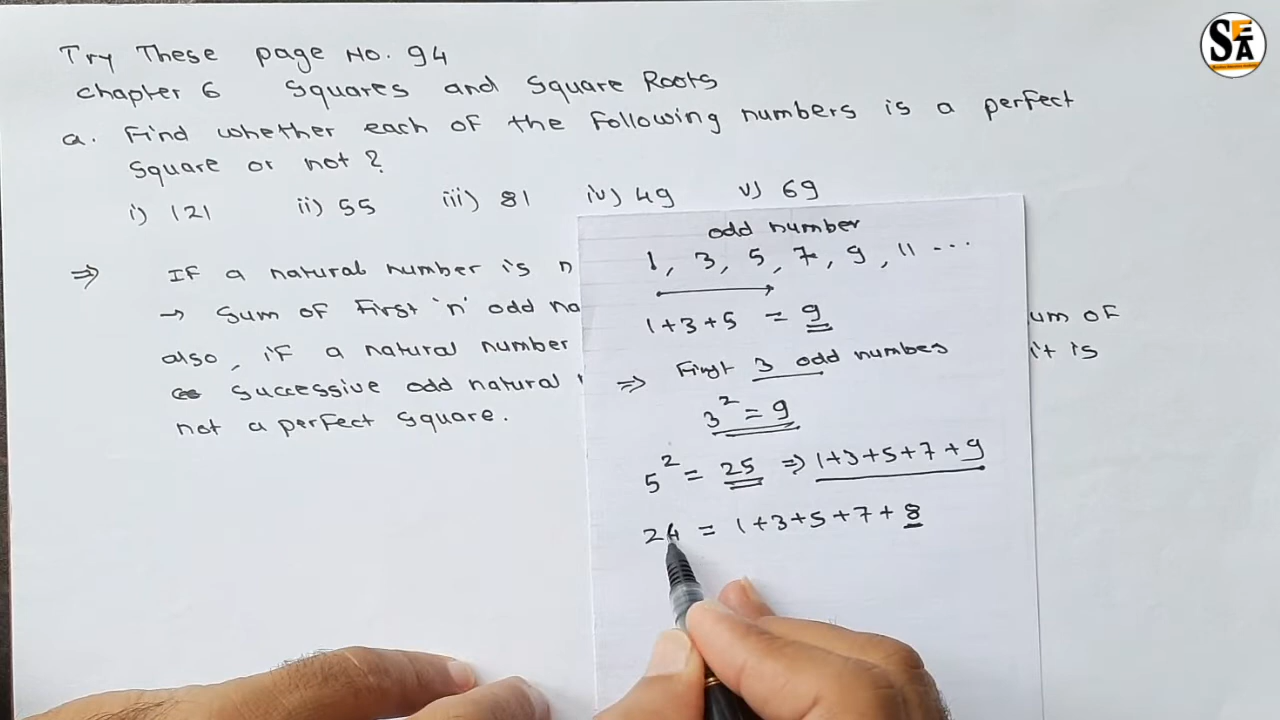 Try These page No. 94
chapter 6 Squares and Square Roots
a. Find whether each of the following numbers is a perfect
Square or not?
i) 121 ii) 55 iii) 81 iv) 49 v) 69
⇒ If a natural number is n
→ Sum of First 'n' odd na
also, if a natural number
successive odd natural
not a perfect square.
um of
it is
odd number
1, 3, 5, 7, 9, 11 ...
1+3+5 = 9
⇒ First 3 odd numbes
3² = 9
5² = 25 ⇒ 1+3+5+7+9
24 = 1+3+5+7+8
SETA